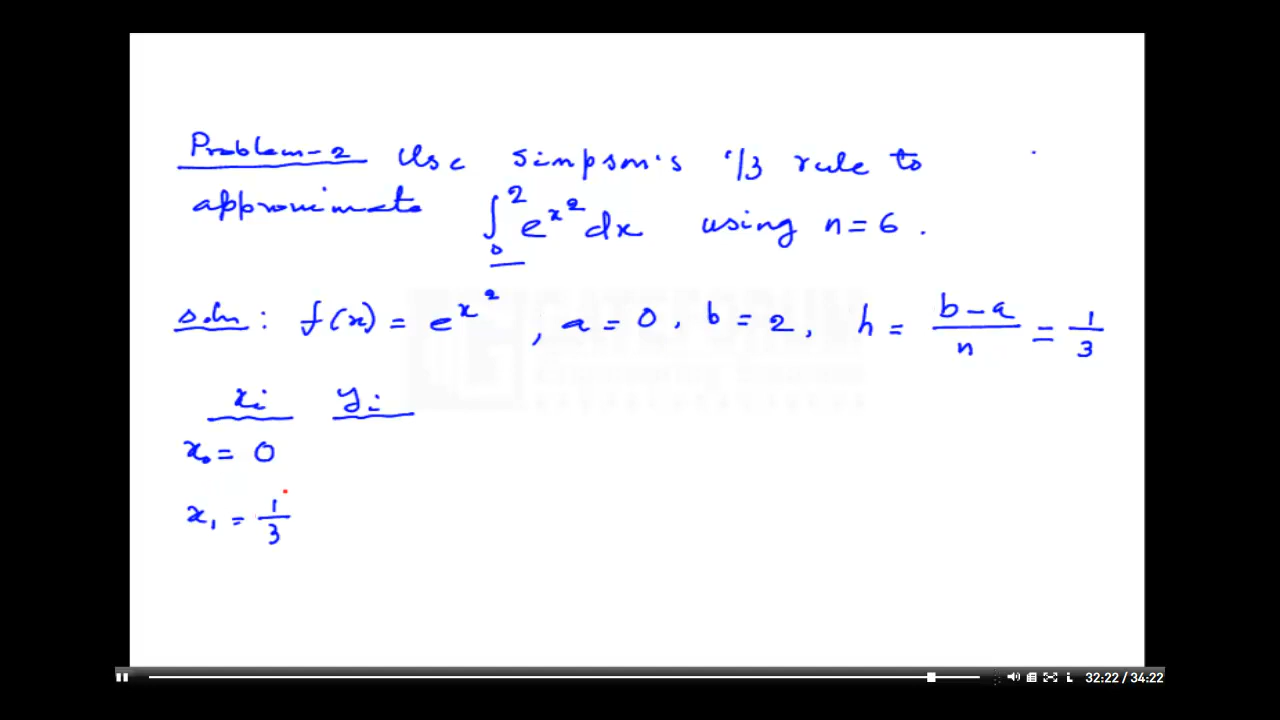 Problem-2 Use Simpson's 1/3 rule to
approximate ∫₀² e^x² dx using n = 6 .
Soln : f(x) = e^x² , a = 0 , b = 2 , h = (b-a)/n = 1/3
xi yi
x₀ = 0
x₁ = 1/3
32:22 / 34:22